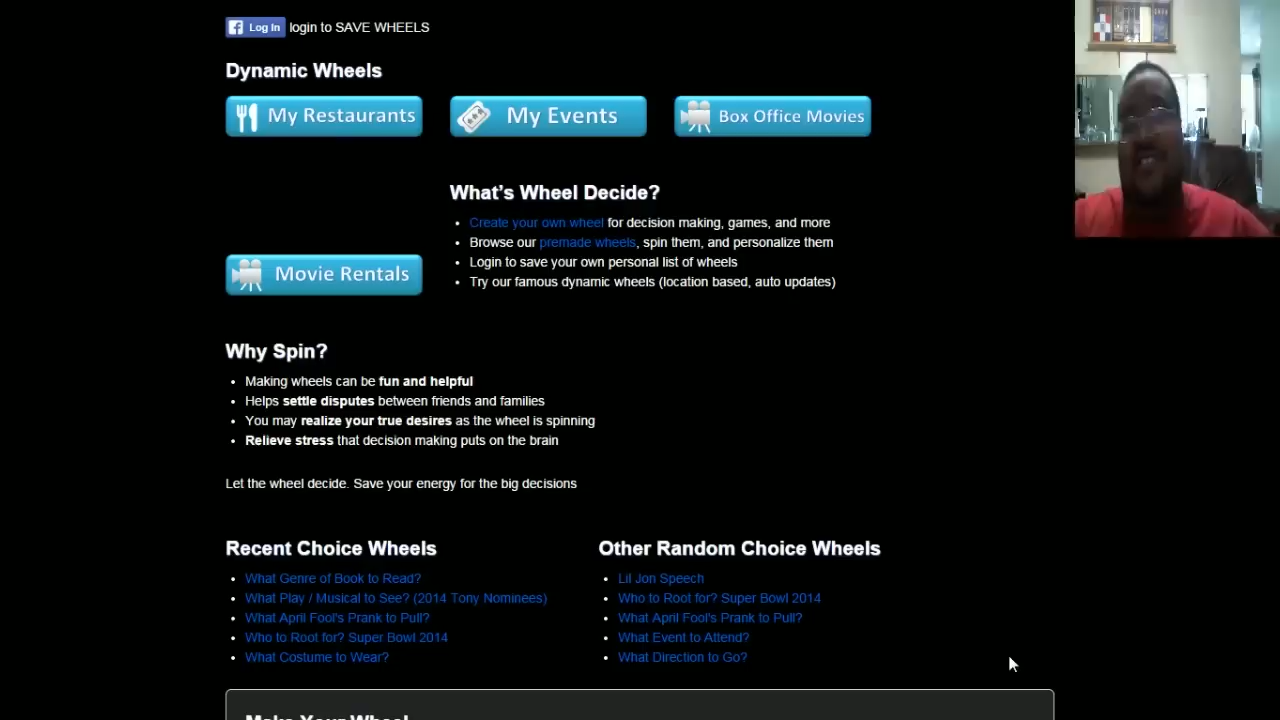 Log In login to SAVE WHEELS
Dynamic Wheels
My Restaurants
My Events
Box Office Movies
What's Wheel Decide?
Create your own wheel for decision making, games, and more
Browse our premade wheels, spin them, and personalize them
Login to save your own personal list of wheels
Try our famous dynamic wheels (location based, auto updates)
Movie Rentals
Why Spin?
Making wheels can be fun and helpful
Helps settle disputes between friends and families
You may realize your true desires as the wheel is spinning
Relieve stress that decision making puts on the brain
Let the wheel decide. Save your energy for the big decisions
Recent Choice Wheels
What Genre of Book to Read?
What Play / Musical to See? (2014 Tony Nominees)
What April Fool's Prank to Pull?
Who to Root for? Super Bowl 2014
What Costume to Wear?
Other Random Choice Wheels
Lil Jon Speech
Who to Root for? Super Bowl 2014
What April Fool's Prank to Pull?
What Event to Attend?
What Direction to Go?
Make Your Wheel